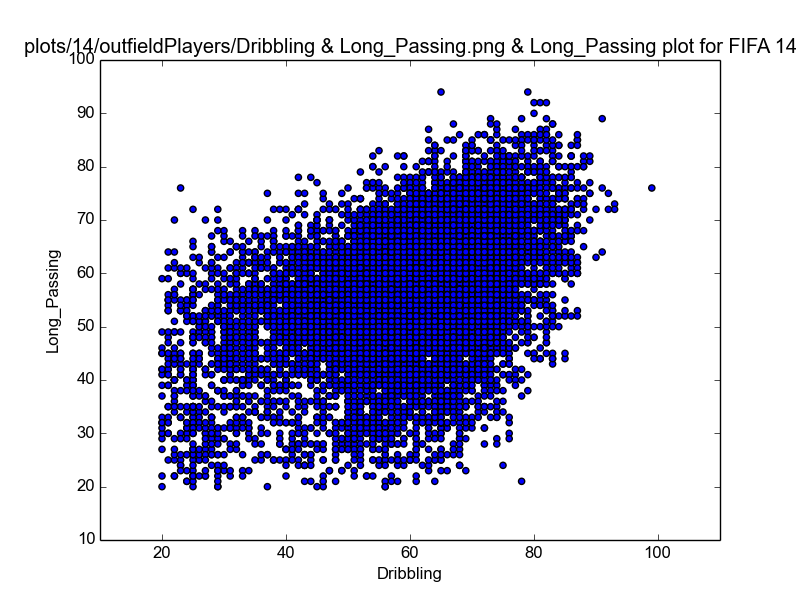 plots/14/outfieldPlayers/Dribbling & Long_Passing.png & Long_Passing plot for FIFA 14
100
90
80
70
60
50
40
30
20
10
Long_Passing
20 40 60 80 100
Dribbling